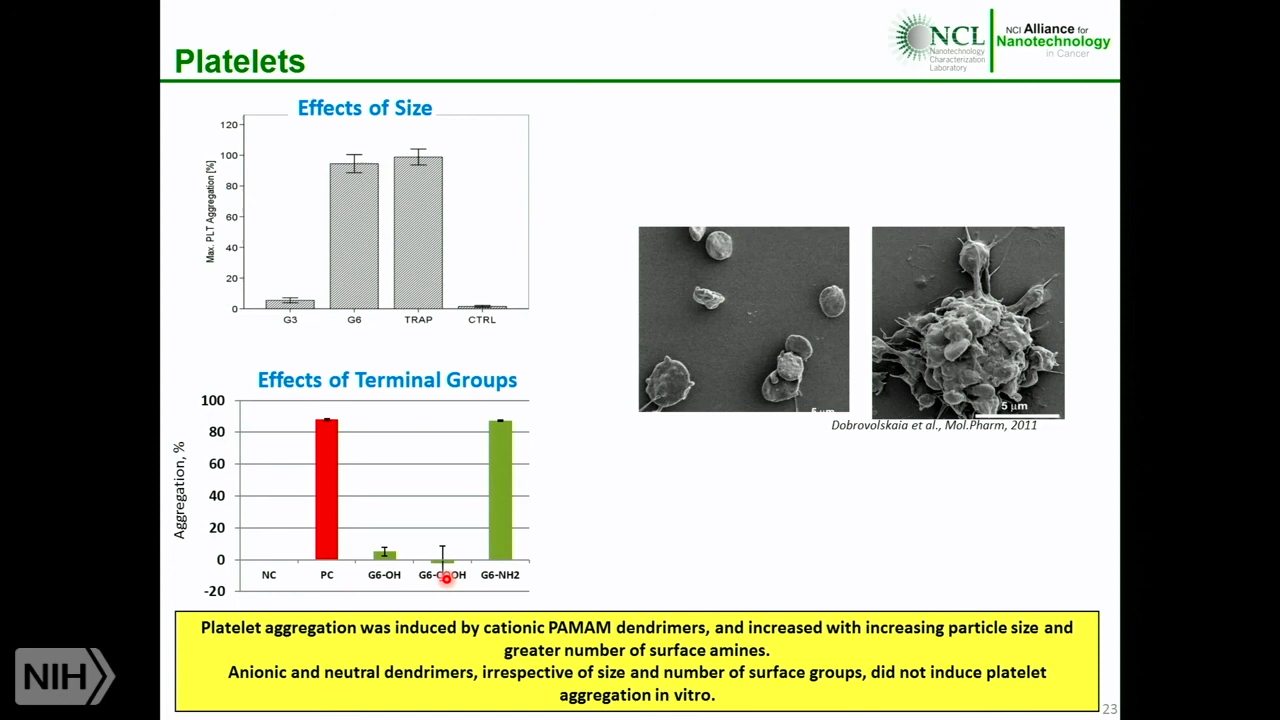 Platelets
NCL
Nanotechnology
Characterization
Laboratory
NCI Alliance for
Nanotechnology
in Cancer
Effects of Size
Max. PLT Aggregation [%]
120
100
80
60
40
20
0
G3 G6 TRAP CTRL
Effects of Terminal Groups
Aggregation, %
100
80
60
40
20
0
-20
NC PC G6-OH G6-COOH G6-NH2
5 µm
5 µm
Dobrovolskaia et al., Mol.Pharm, 2011
Platelet aggregation was induced by cationic PAMAM dendrimers, and increased with increasing particle size and
greater number of surface amines.
Anionic and neutral dendrimers, irrespective of size and number of surface groups, did not induce platelet
aggregation in vitro.
NIH
23